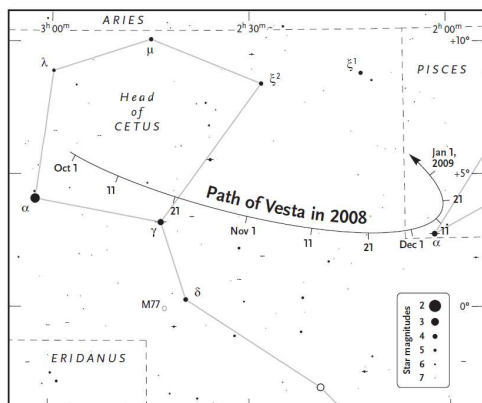 ARIES
3h 00m
2h 30m
2h 00m
+10°
μ
λ
ξ2
ξ1
PISCES
Head
of
CETUS
Jan 1,
2009
Oct 1
+5°
11
Path of Vesta in 2008
21
21
α
γ
Nov 1
11
21
Dec 1
11
α
δ
M77
0°
ERIDANUS
Star magnitudes
2
3
4
5
6
7